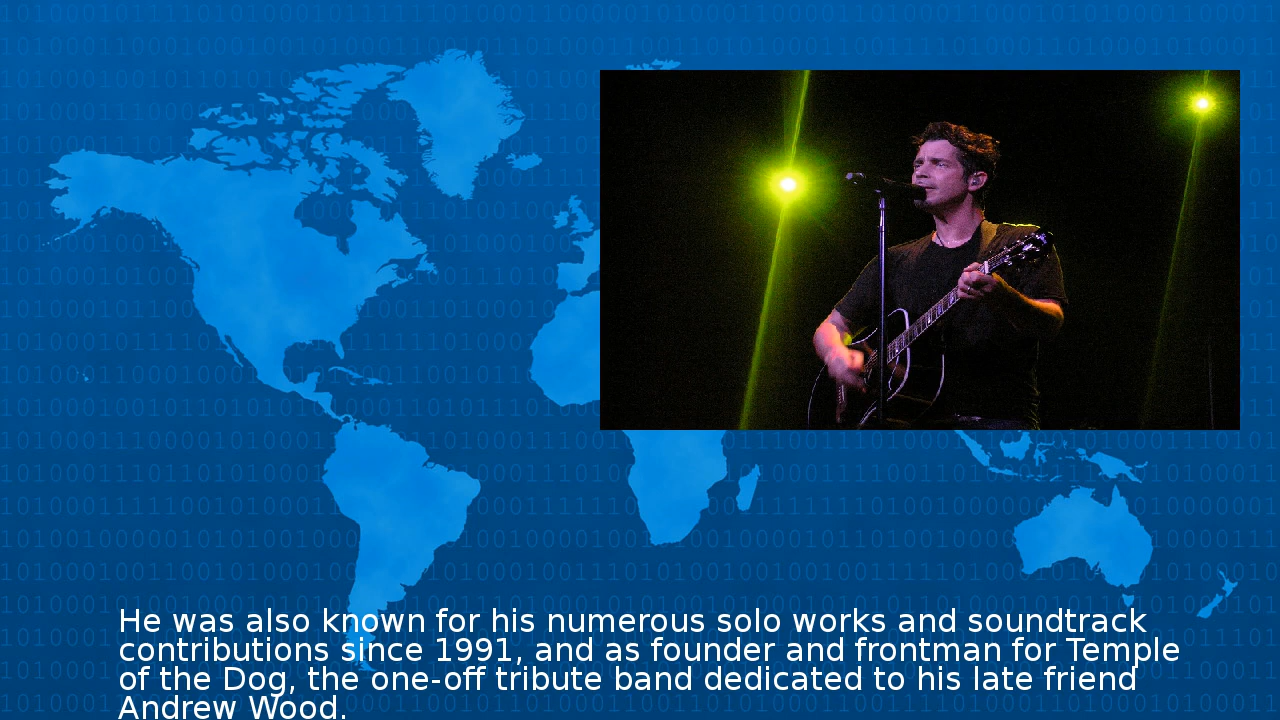 He was also known for his numerous solo works and soundtrack
contributions since 1991, and as founder and frontman for Temple
of the Dog, the one-off tribute band dedicated to his late friend
Andrew Wood.